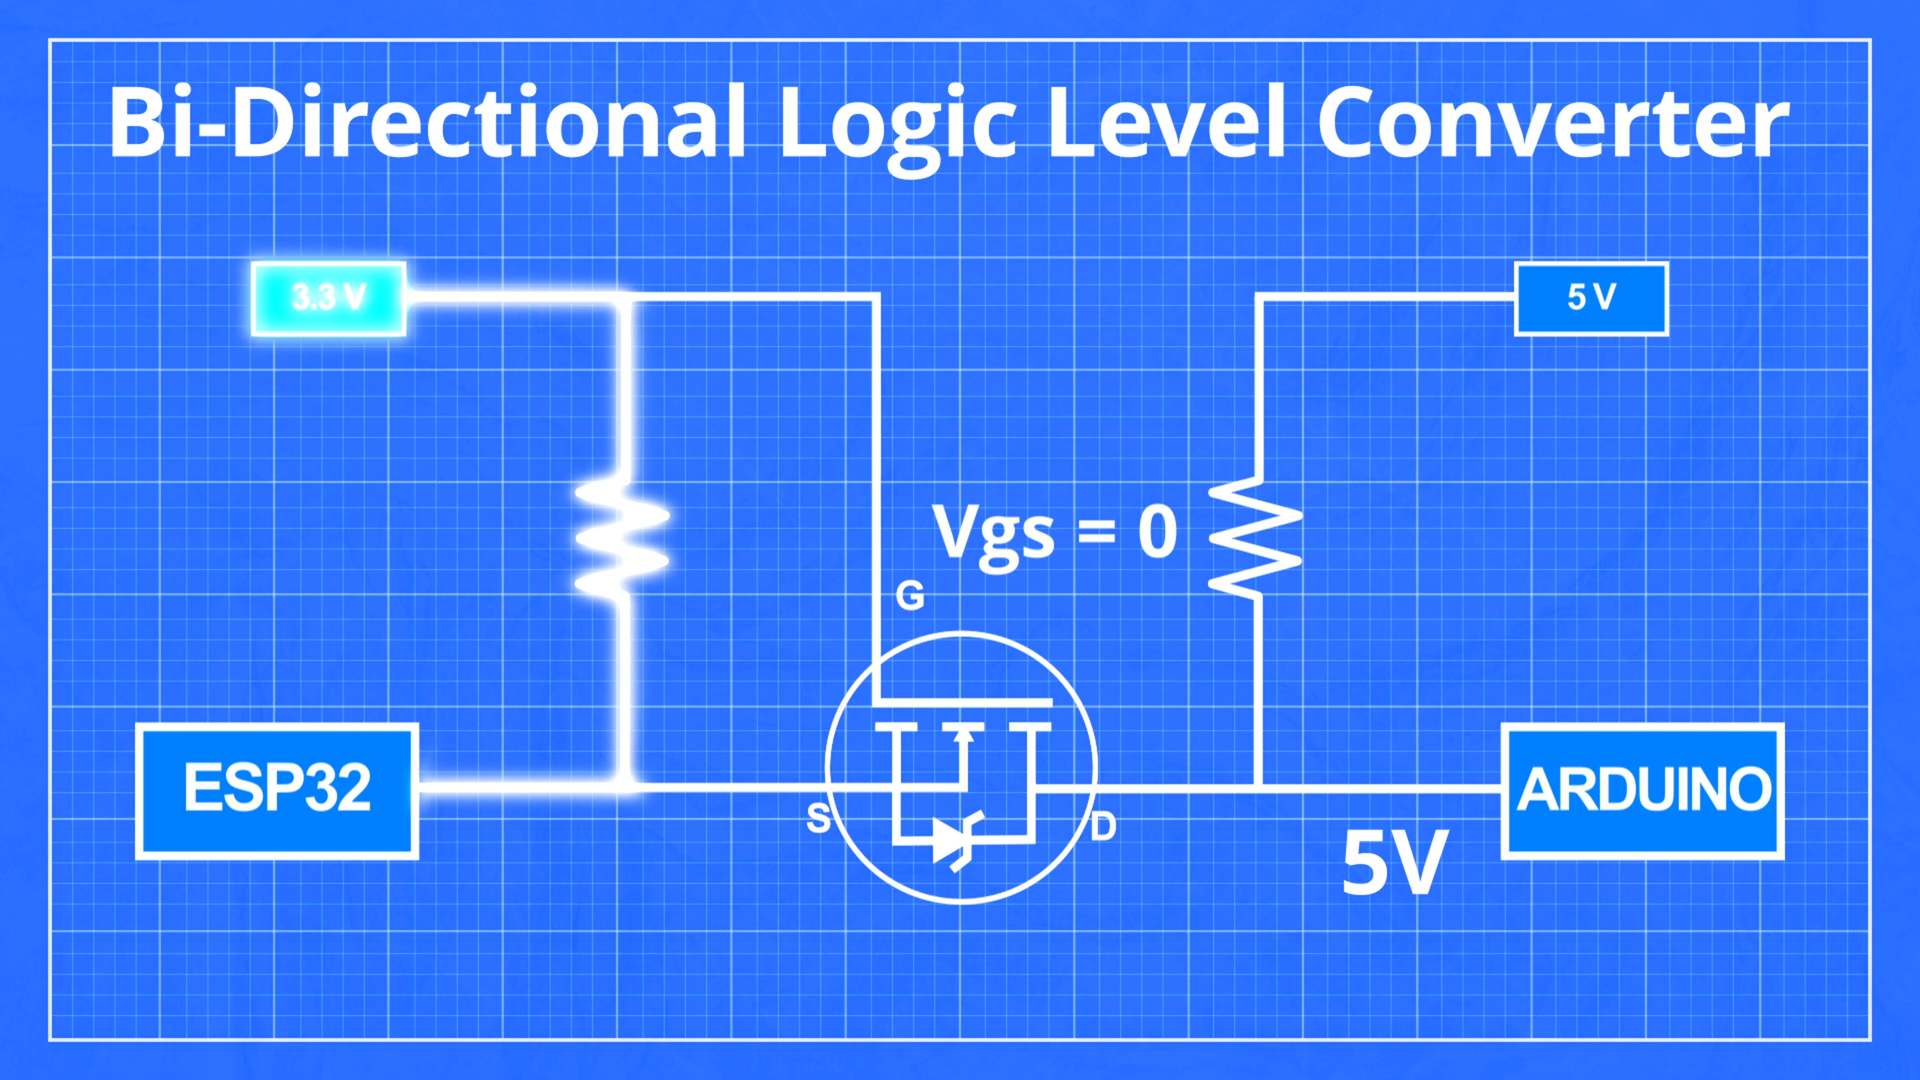 Bi-Directional Logic Level Converter
3.3 V
5 V
Vgs = 0
G
ESP32
ARDUINO
S
D
5V